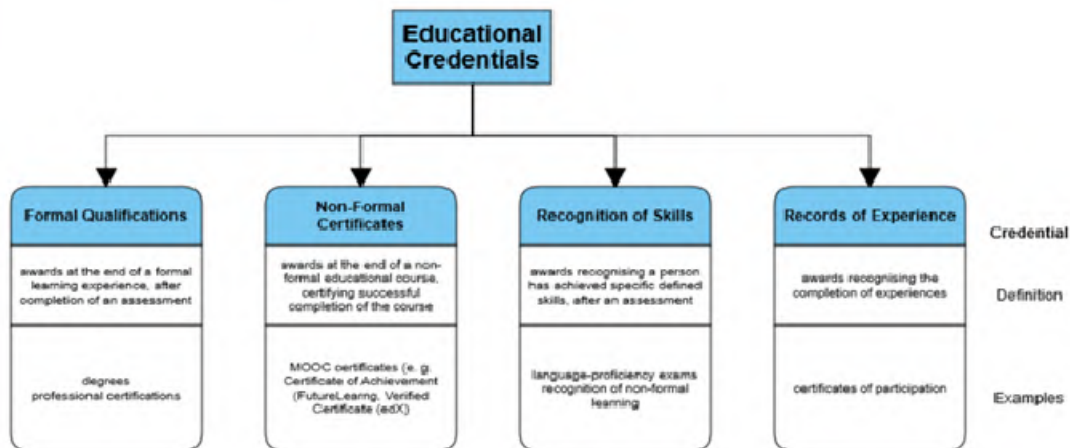 Educational
Credentials
Formal Qualifications
awards at the end of a formal
learning experience, after
completion of an assessment
degrees
professional certifications
Non-Formal
Certificates
awards at the end of a non-
formal educational course,
certifying successful
completion of the course
MOOC certificates (e. g.
Certificate of Achievement
(FutureLearng, Verified
Certificate (edX)
Recognition of Skills
awards recognising a person
has achieved specific defined
skills, after an assessment
language-proficiency exams
recognition of non-formal
learning
Records of Experience
awards recognising the
completion of experiences
certificates of participation
Credential
Definition
Examples